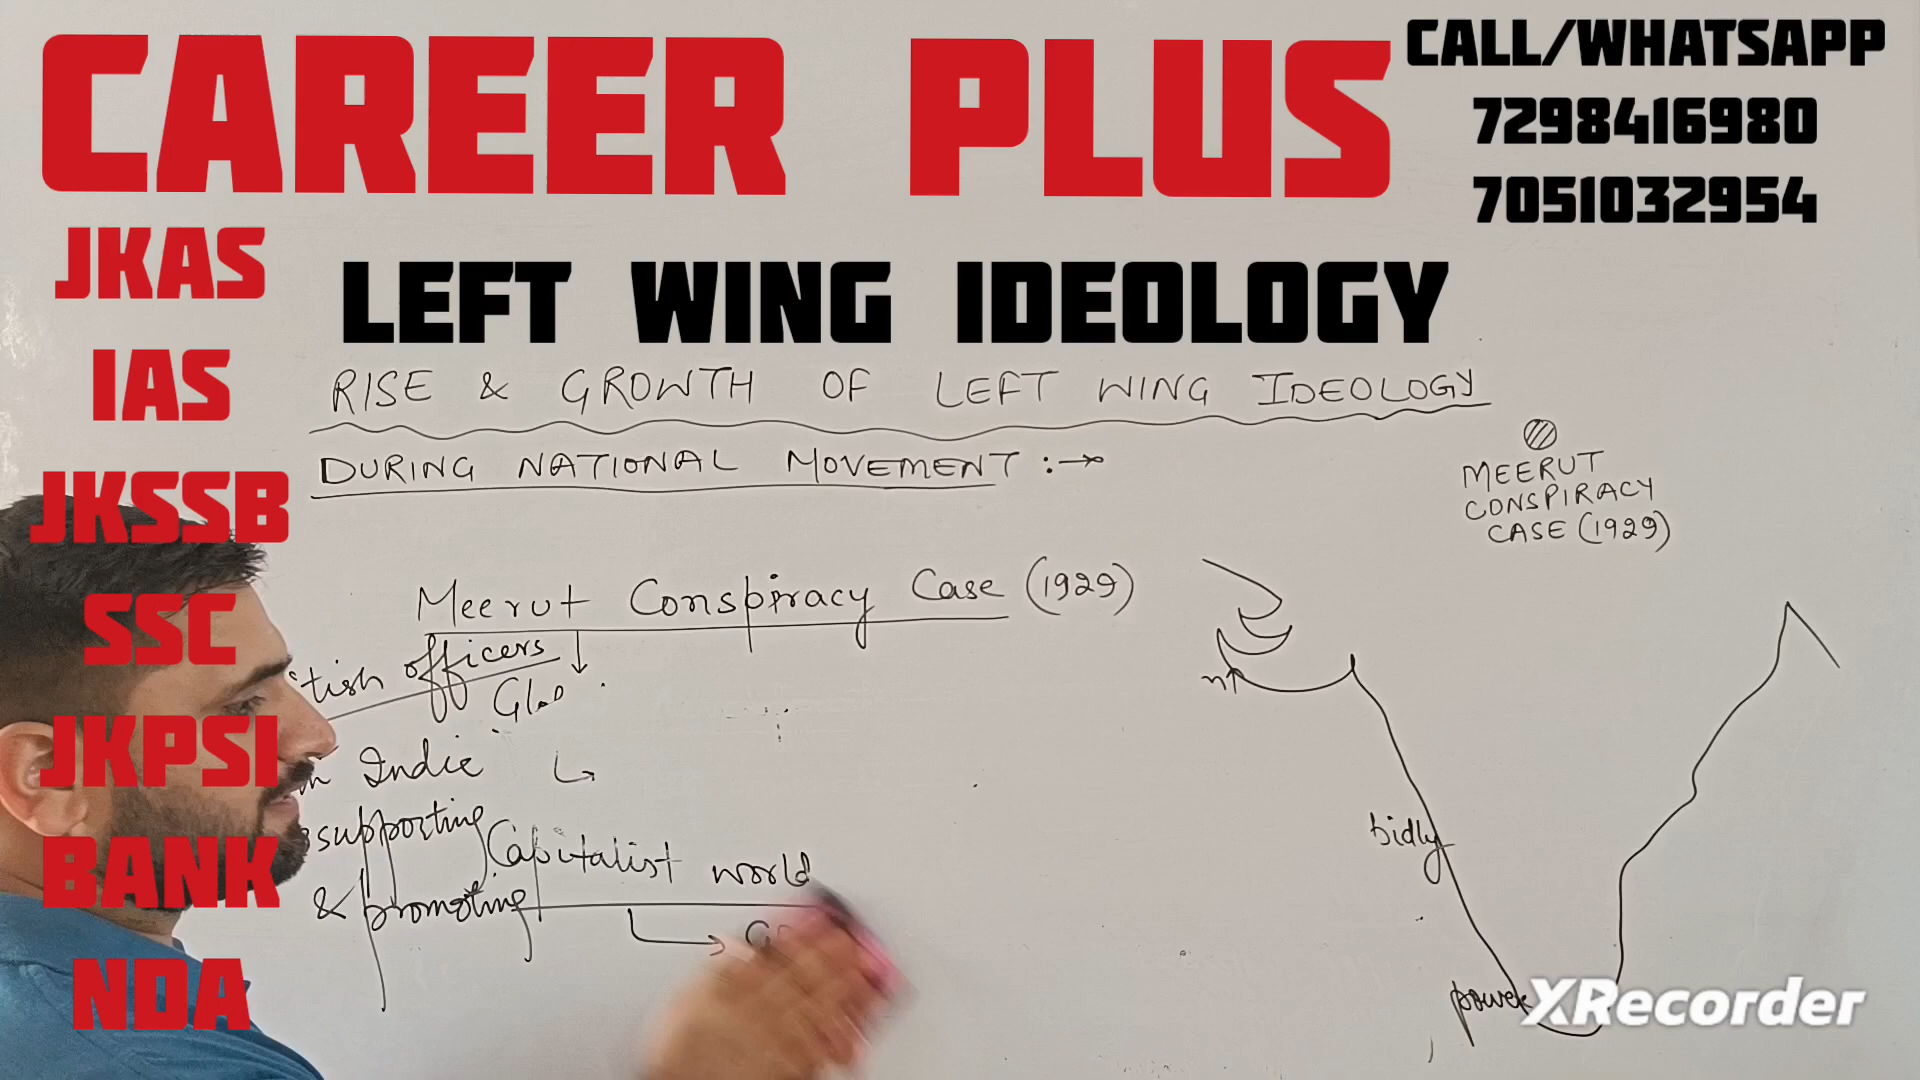 CAREER PLUS
CALL/WHATSAPP
7298416980
7051032954
JKAS
IAS
JKSSB
SSC
JKPSI
BANK
NDA
LEFT WING IDEOLOGY
RISE & GROWTH OF LEFT WING IDEOLOGY
DURING NATIONAL MOVEMENT :→
MEERUT
CONSPIRACY
CASE (1929)
Meerut Conspiracy Case (1929)
tish officers
Indie
supporting
& promoting
Capitalist world
bidly
power
XRecorder